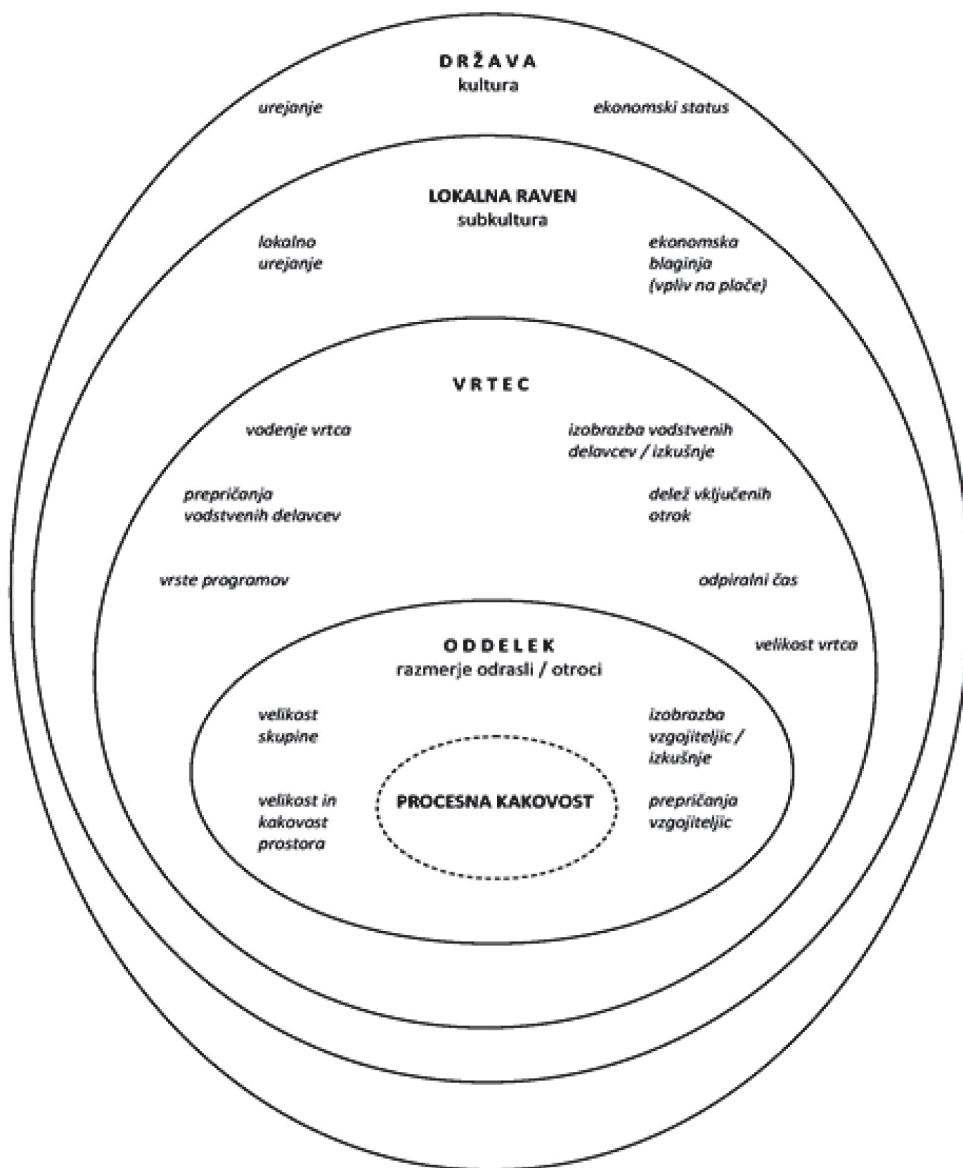 DRŽAVA
kultura
urejanje
ekonomski status
LOKALNA RAVEN
subkultura
lokalno
urejanje
ekonomska
blaginja
(vpliv na plače)
VRTEC
vodenje vrtca
izobrazba vodstvenih
delavcev / izkušnje
prepričanja
vodstvenih delavcev
delež vključenih
otrok
vrste programov
odpiralni čas
velikost vrtca
ODDELEK
razmerje odrasli / otroci
velikost
skupine
izobrazba
vzgojiteljic /
izkušnje
PROCESNA KAKOVOST
velikost in
kakovost
prostora
prepričanja
vzgojiteljic